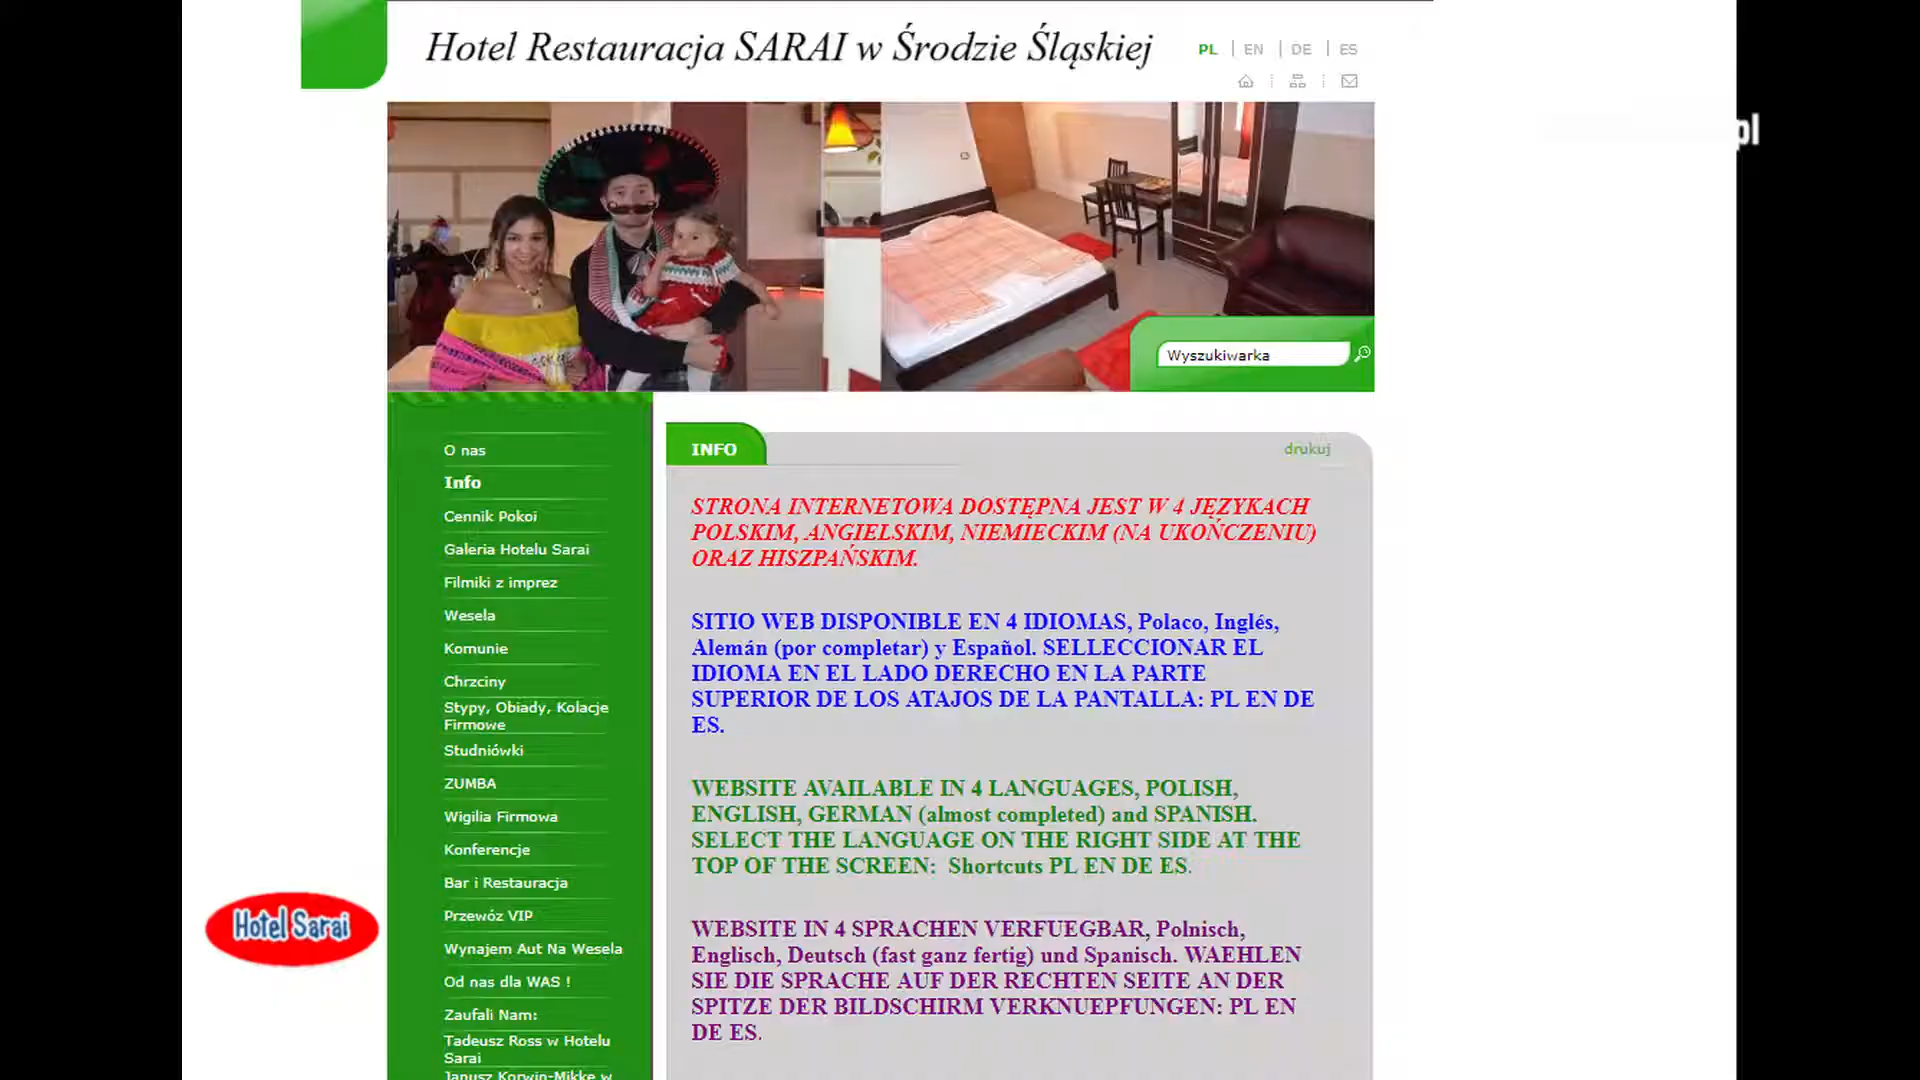 Hotel Restauracja SARAI w Środzie Śląskiej
PL EN DE ES
pl
Wyszukiwarka
O nas
Info
Cennik Pokoi
Galeria Hotelu Sarai
Filmiki z imprez
Wesela
Komunie
Chrzciny
Stypy, Obiady, Kolacje
Firmowe
Studniówki
ZUMBA
Wigilia Firmowa
Konferencje
Bar i Restauracja
Przewóz VIP
Wynajem Aut Na Wesela
Od nas dla WAS !
Zaufali Nam:
Tadeusz Ross w Hotelu
Sarai
Janusz Korwin-Mikke w
INFO
drukuj
STRONA INTERNETOWA DOSTĘPNA JEST W 4 JĘZYKACH
POLSKIM, ANGIELSKIM, NIEMIECKIM (NA UKOŃCZENIU)
ORAZ HISZPAŃSKIM.
SITIO WEB DISPONIBLE EN 4 IDIOMAS, Polaco, Inglés,
Alemán (por completar) y Español. SELLECCIONAR EL
IDIOMA EN EL LADO DERECHO EN LA PARTE
SUPERIOR DE LOS ATAJOS DE LA PANTALLA: PL EN DE
ES.
WEBSITE AVAILABLE IN 4 LANGUAGES, POLISH,
ENGLISH, GERMAN (almost completed) and SPANISH.
SELECT THE LANGUAGE ON THE RIGHT SIDE AT THE
TOP OF THE SCREEN: Shortcuts PL EN DE ES.
WEBSITE IN 4 SPRACHEN VERFUEGBAR, Polnisch,
Englisch, Deutsch (fast ganz fertig) und Spanisch. WAEHLEN
SIE DIE SPRACHE AUF DER RECHTEN SEITE AN DER
SPITZE DER BILDSCHIRM VERKNUEPFUNGEN: PL EN
DE ES.
Hotel Sarai